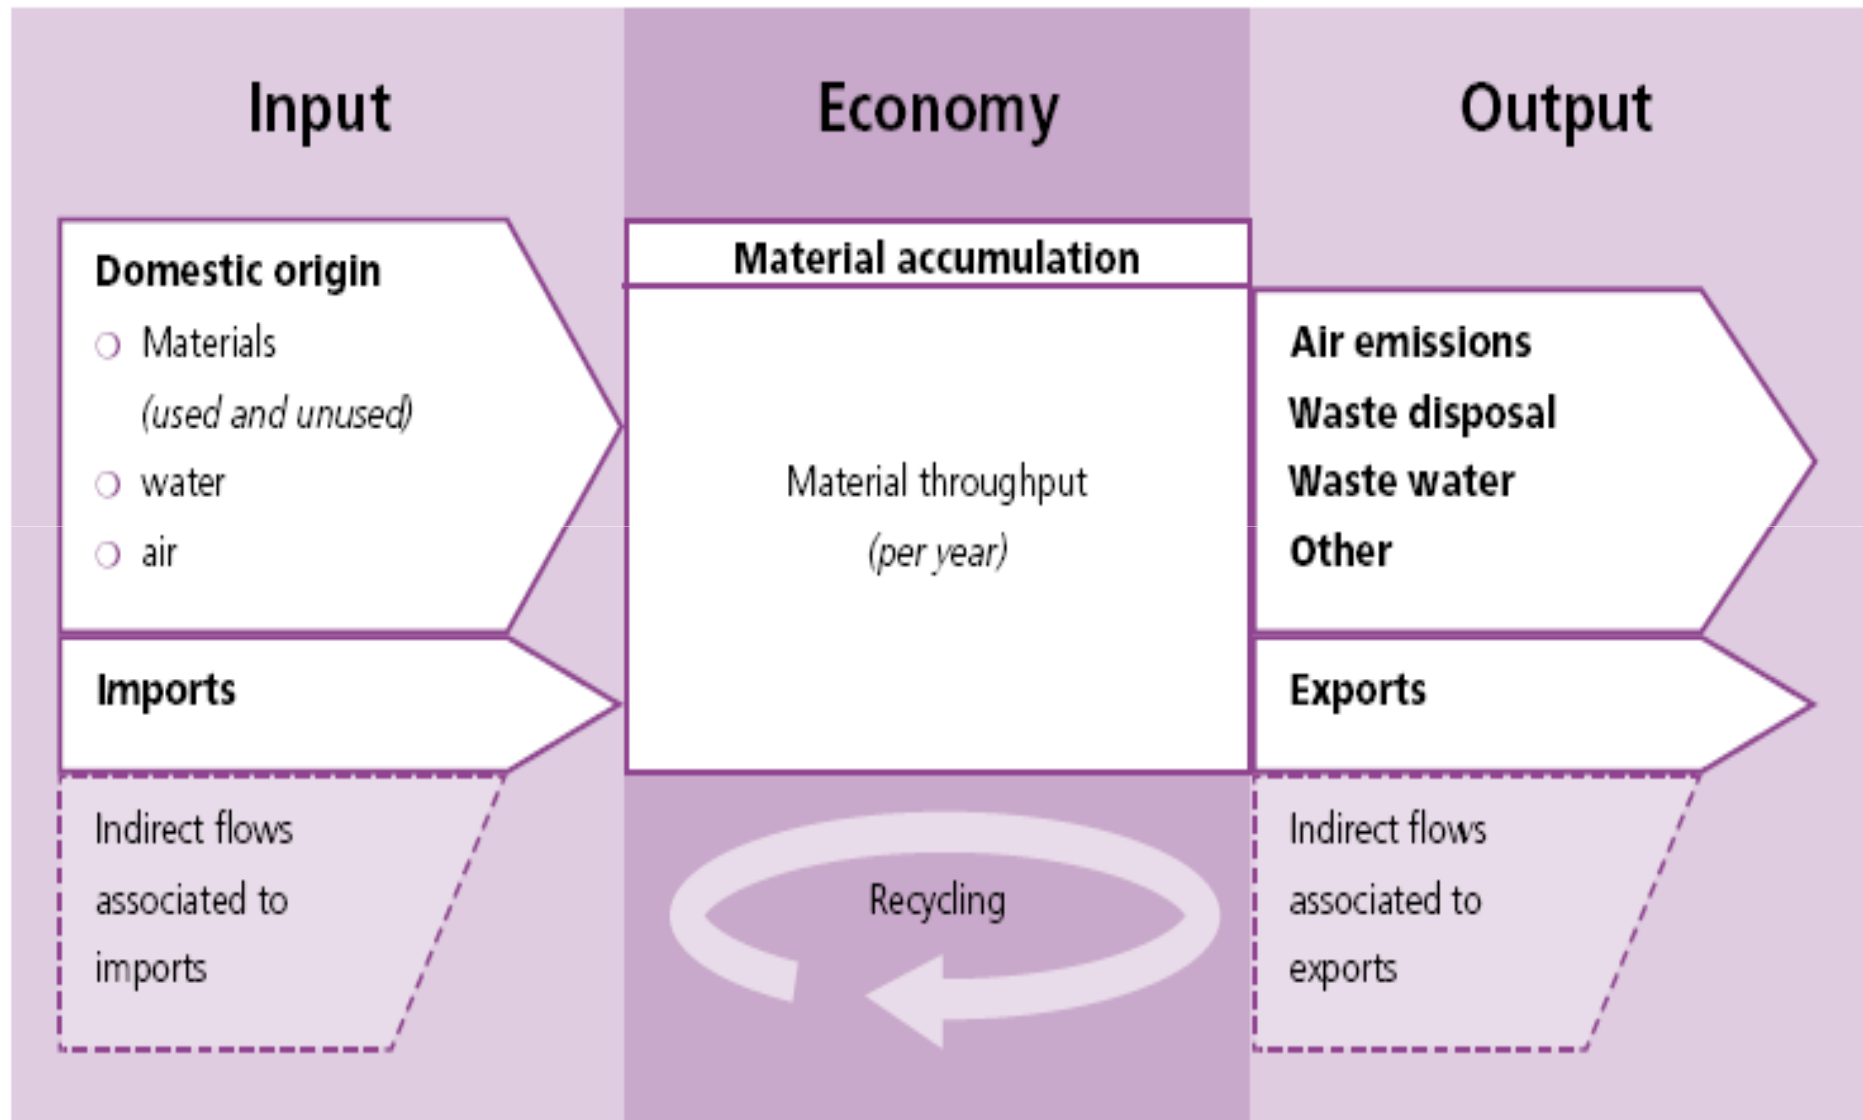 Input
Economy
Output
Domestic origin
Materials
(used and unused)
water
air
Imports
Indirect flows
associated to
imports
Material accumulation
Material throughput
(per year)
Recycling
Air emissions
Waste disposal
Waste water
Other
Exports
Indirect flows
associated to
exports